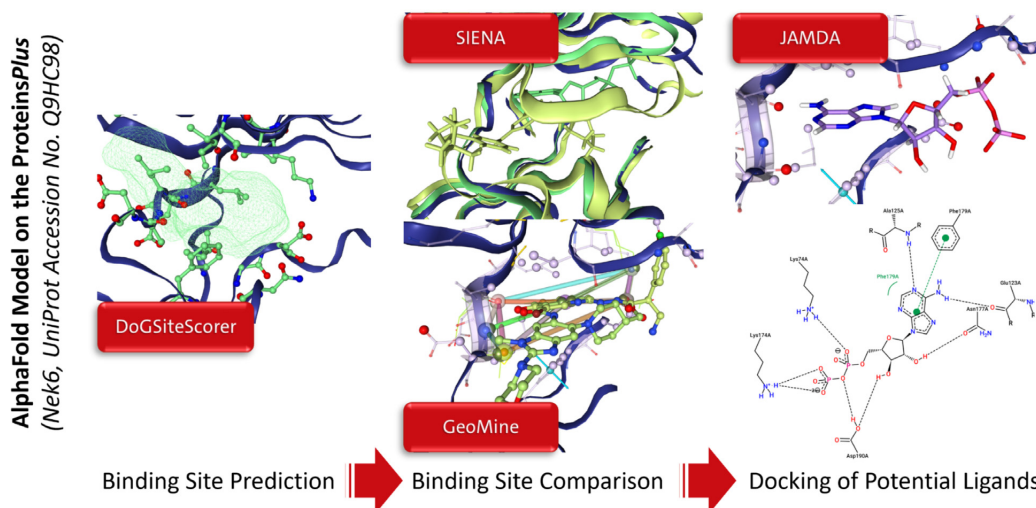 AlphaFold Model on the ProteinsPlus
(Nek6, UniProt Accession No. Q9HC98)
DoGSiteScorer
SIENA
GeoMine
JAMDA
Ala125A
Phe179A
R
N
R
O
H
Phe179A
Lys74A
Glu123A
Asn177A
H₂N
Lys174A
Asp190A
Binding Site Prediction
Binding Site Comparison
Docking of Potential Ligands